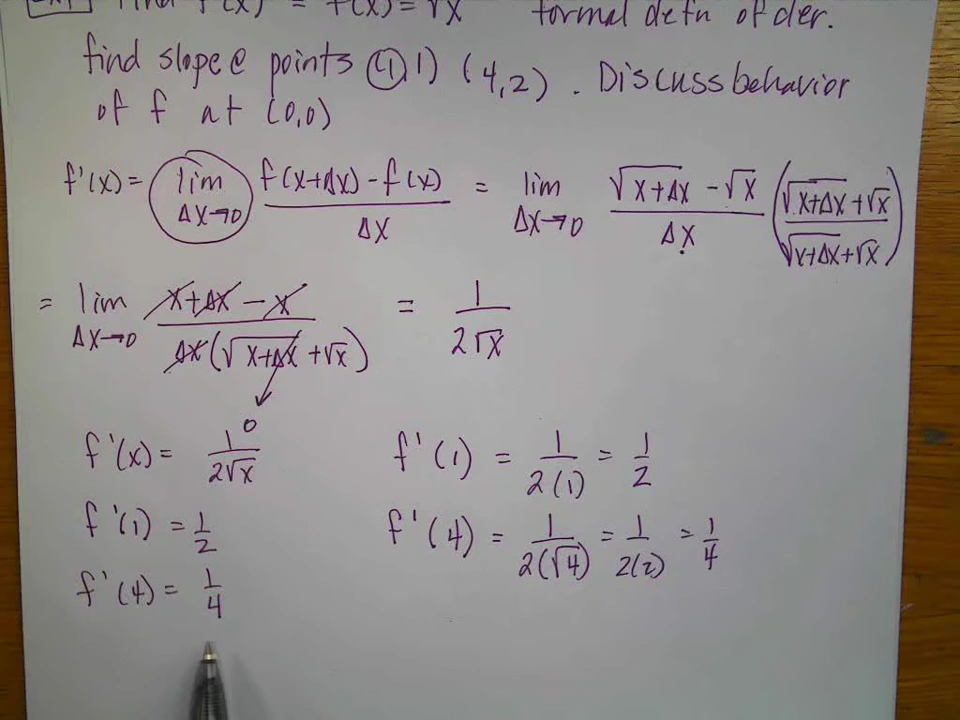 Find f'(x) = f(x)=√x formal defn of der.
find slope @ points (1,1) (4,2). Discuss behavior
of f at (0,0)
f'(x)= lim Δx→0 f(x+Δx)-f(x) / Δx = lim Δx→0 √x+Δx - √x / Δx (√x+Δx + √x / √x+Δx + √x)
= lim Δx→0 x+Δx - x / Δx(√x+Δx + √x) = 1 / 2√x
0
f'(x) = 1 / 2√x f'(1) = 1 / 2(1) = 1/2
f'(1) = 1/2 f'(4) = 1 / 2(√4) = 1 / 2(2) = 1/4
f'(4) = 1/4